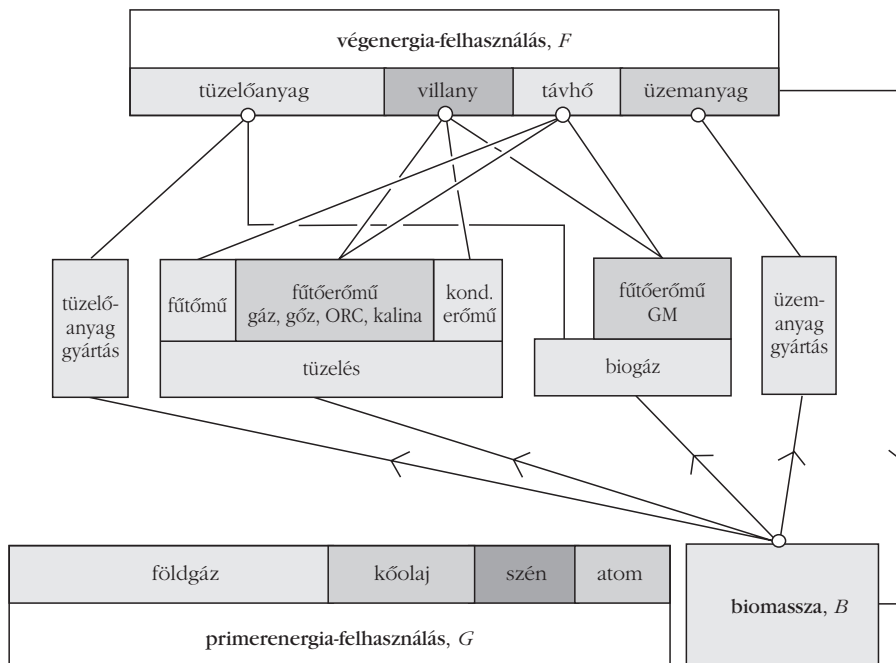 végenergia-felhasználás, F
tüzelőanyag villany távhő üzemanyag
tüzelő-
anyag
gyártás
fűtőmű
fűtőerőmű
gáz, gőz, ORC, kalina
kond.
erőmű
tüzelés
fűtőerőmű
GM
biogáz
üzem-
anyag
gyártás
földgáz kőolaj szén atom
primerenergia-felhasználás, G
biomassza, B